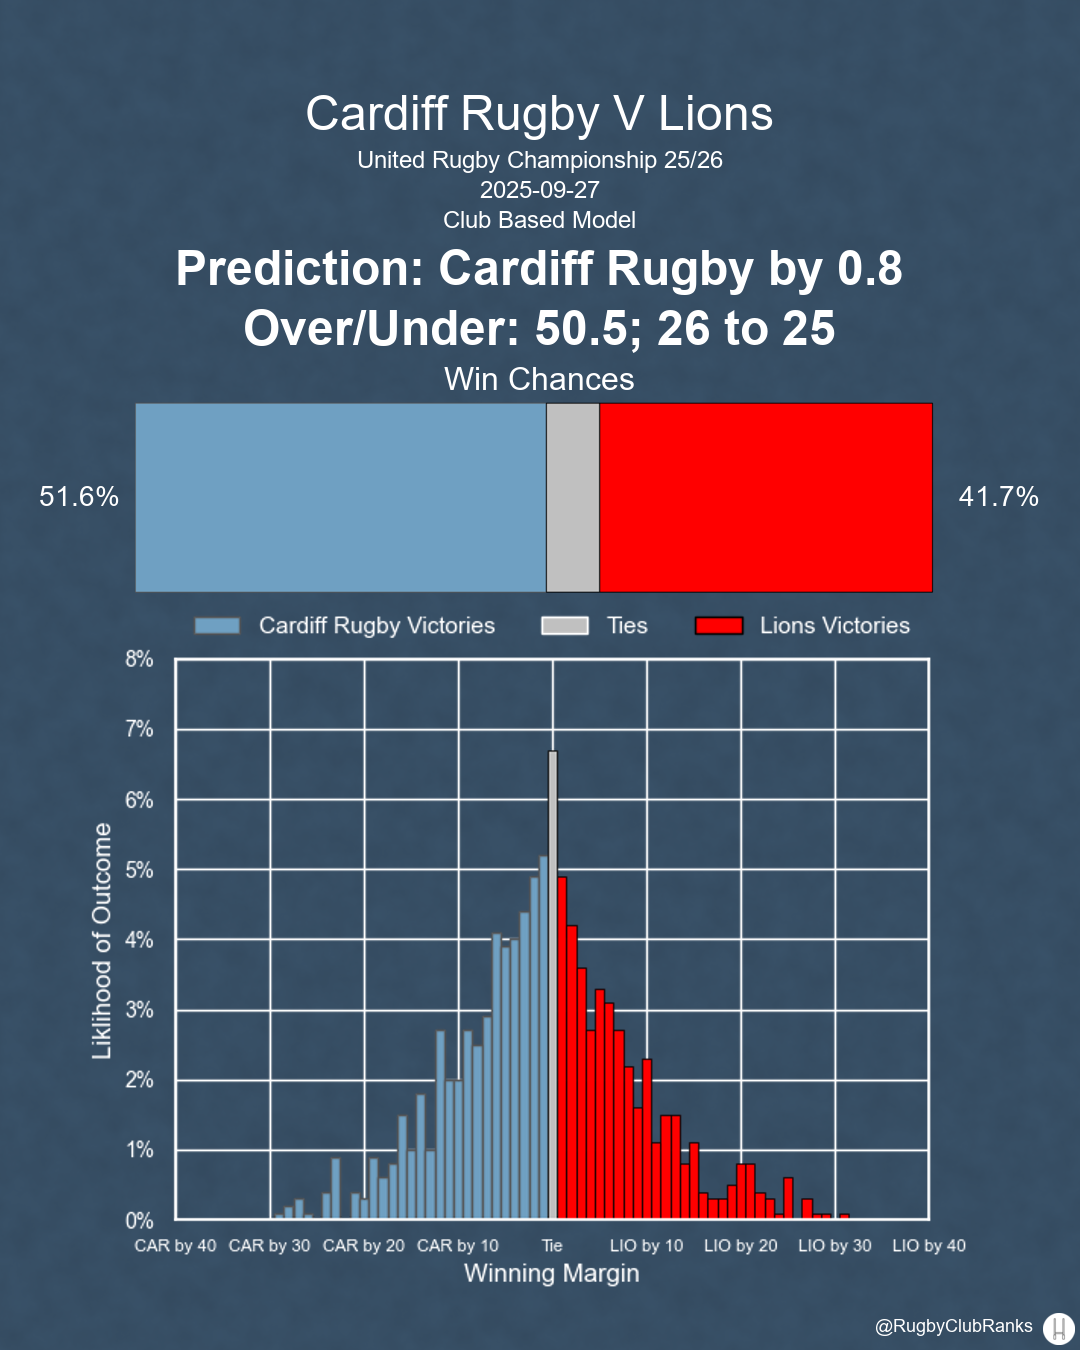 Cardiff Rugby V Lions
United Rugby Championship 25/26
2025-09-27
Club Based Model
Prediction: Cardiff Rugby by 0.8
Over/Under: 50.5; 26 to 25
Win Chances
51.6%
41.7%
Cardiff Rugby Victories Ties Lions Victories
8%
7%
6%
5%
4%
3%
2%
1%
0%
Liklihood of Outcome
CAR by 40 CAR by 30 CAR by 20 CAR by 10 Tie LIO by 10 LIO by 20 LIO by 30 LIO by 40
Winning Margin
@RugbyClubRanks